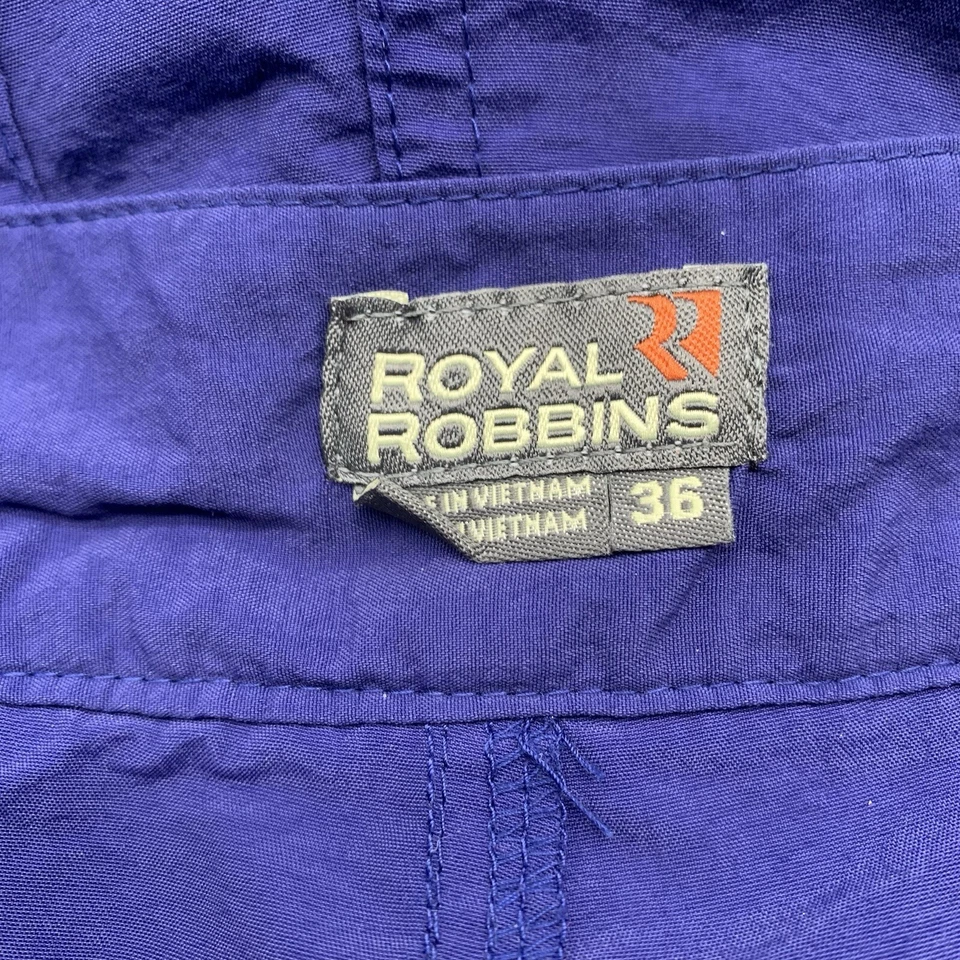 ROYAL
ROBBINS
E IN VIETNAM
VIETNAM
36